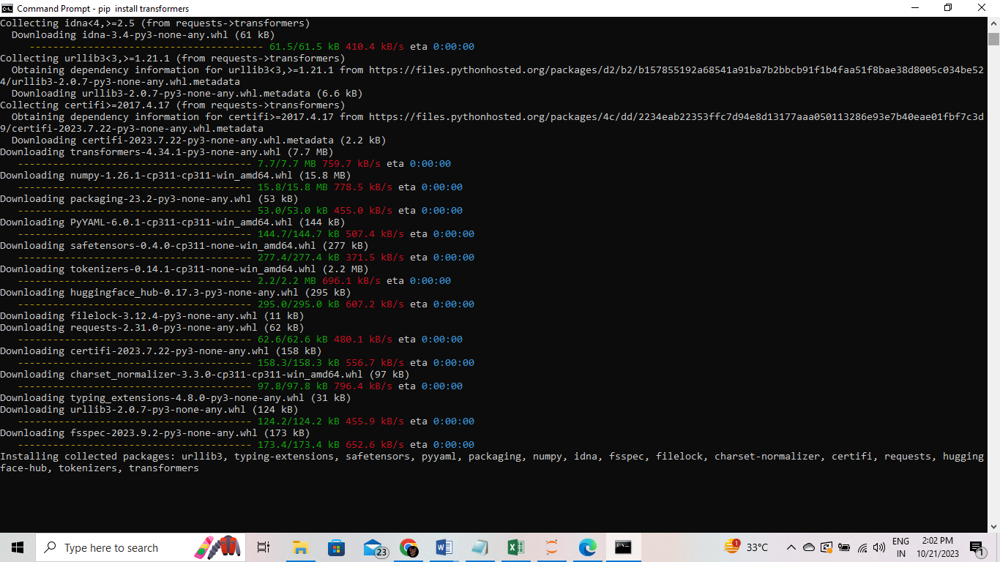 Command Prompt - pip  install transformers
Collecting idna<4,>=2.5 (from requests->transformers)
  Downloading idna-3.4-py3-none-any.whl (61 kB)
     ---------------------------------------- 61.5/61.5 kB 410.4 kB/s eta 0:00:00
Collecting urllib3<3,>=1.21.1 (from requests->transformers)
  Obtaining dependency information for urllib3<3,>=1.21.1 from https://files.pythonhosted.org/packages/d2/b2/b157855192a68541a91ba7b2bbcb91f1b4faa51f8bae38d8005c034be52
4/urllib3-2.0.7-py3-none-any.whl.metadata
  Downloading urllib3-2.0.7-py3-none-any.whl.metadata (6.6 kB)
Collecting certifi>=2017.4.17 (from requests->transformers)
  Obtaining dependency information for certifi>=2017.4.17 from https://files.pythonhosted.org/packages/4c/dd/2234eab22353ffc7d94e8d13177aaa050113286e93e7b40eae01fbf7c3d
9/certifi-2023.7.22-py3-none-any.whl.metadata
  Downloading certifi-2023.7.22-py3-none-any.whl.metadata (2.2 kB)
Downloading transformers-4.34.1-py3-none-any.whl (7.7 MB)
   ---------------------------------------- 7.7/7.7 MB 759.7 kB/s eta 0:00:00
Downloading numpy-1.26.1-cp311-cp311-win_amd64.whl (15.8 MB)
   ---------------------------------------- 15.8/15.8 MB 778.5 kB/s eta 0:00:00
Downloading packaging-23.2-py3-none-any.whl (53 kB)
   ---------------------------------------- 53.0/53.0 kB 455.0 kB/s eta 0:00:00
Downloading PyYAML-6.0.1-cp311-cp311-win_amd64.whl (144 kB)
   ---------------------------------------- 144.7/144.7 kB 507.4 kB/s eta 0:00:00
Downloading safetensors-0.4.0-cp311-none-win_amd64.whl (277 kB)
   ---------------------------------------- 277.4/277.4 kB 371.5 kB/s eta 0:00:00
Downloading tokenizers-0.14.1-cp311-none-win_amd64.whl (2.2 MB)
   ---------------------------------------- 2.2/2.2 MB 696.1 kB/s eta 0:00:00
Downloading huggingface_hub-0.17.3-py3-none-any.whl (295 kB)
   ---------------------------------------- 295.0/295.0 kB 607.2 kB/s eta 0:00:00
Downloading filelock-3.12.4-py3-none-any.whl (11 kB)
Downloading requests-2.31.0-py3-none-any.whl (62 kB)
   ---------------------------------------- 62.6/62.6 kB 480.1 kB/s eta 0:00:00
Downloading certifi-2023.7.22-py3-none-any.whl (158 kB)
   ---------------------------------------- 158.3/158.3 kB 556.7 kB/s eta 0:00:00
Downloading charset_normalizer-3.3.0-cp311-cp311-win_amd64.whl (97 kB)
   ---------------------------------------- 97.8/97.8 kB 796.4 kB/s eta 0:00:00
Downloading typing_extensions-4.8.0-py3-none-any.whl (31 kB)
Downloading urllib3-2.0.7-py3-none-any.whl (124 kB)
   ---------------------------------------- 124.2/124.2 kB 455.9 kB/s eta 0:00:00
Downloading fsspec-2023.9.2-py3-none-any.whl (173 kB)
   ---------------------------------------- 173.4/173.4 kB 652.6 kB/s eta 0:00:00
Installing collected packages: urllib3, typing-extensions, safetensors, pyyaml, packaging, numpy, idna, fsspec, filelock, charset-normalizer, certifi, requests, hugging
face-hub, tokenizers, transformers
Type here to search
23
1
33°C
ENG
IN
2:02 PM
10/21/2023
1